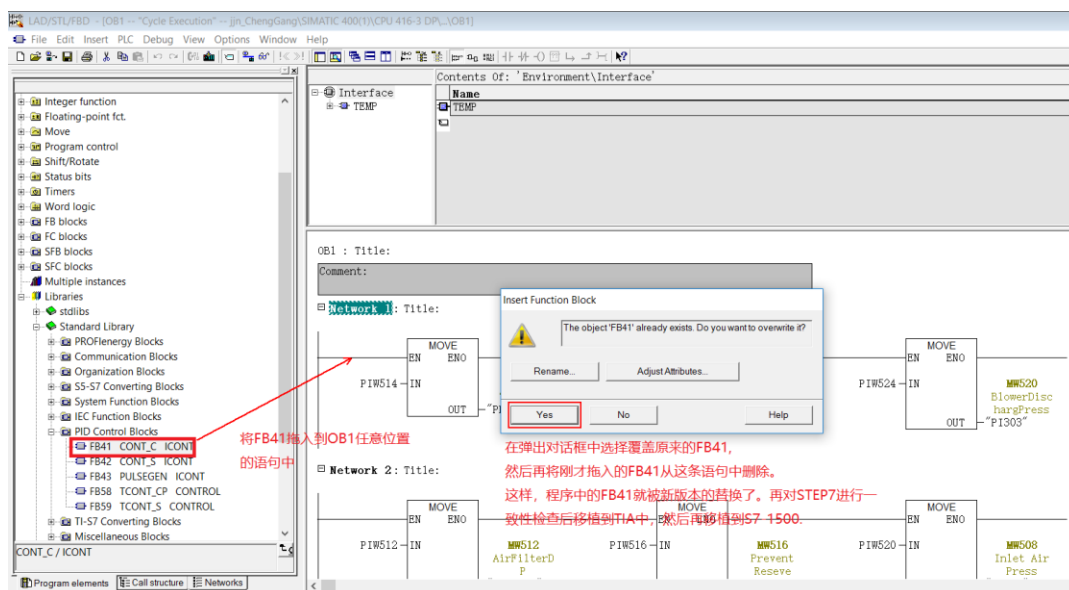 LAD/STL/FBD - [OB1 -- "Cycle Execution" -- jjn_ChengGang\SIMATIC 400(1)\CPU 416-3 DP\...\OB1]
File Edit Insert PLC Debug View Options Window Help
Contents Of: 'Environment\Interface'
Interface
TEMP
Name
TEMP
Integer function
Floating-point fct.
Move
Program control
Shift/Rotate
Status bits
Timers
Word logic
FB blocks
FC blocks
SFB blocks
SFC blocks
Multiple instances
Libraries
stdlibs
Standard Library
PROFIenergy Blocks
Communication Blocks
Organization Blocks
S5-S7 Converting Blocks
System Function Blocks
IEC Function Blocks
PID Control Blocks
FB41 CONT_C ICONT
FB42 CONT_S ICONT
FB43 PULSEGEN ICONT
FB58 TCONT_CP CONTROL
FB59 TCONT_S CONTROL
TI-S7 Converting Blocks
Miscellaneous Blocks
CONT_C / ICONT
Program elements Call structure Networks
将FB41拖入到OB1任意位置
的语句中
OB1 : Title:
Comment:
Network 1: Title:
MOVE
EN ENO
PIW514 IN
OUT "PI
Insert Function Block
The object 'FB41' already exists. Do you want to overwrite it?
Rename... Adjust Attributes...
Yes No Help
MOVE
EN ENO
PIW524 IN
MW520
BlowerDisc
hargPress
OUT "PI303"
在弹出对话框中选择覆盖原来的FB41,
然后再将刚才拖入的FB41从这条语句中删除。
这样，程序中的FB41就被新版本的替换了。再对STEP7进行一
致性检查后移植到TIA中，然后再移植到S7-1500.
Network 2: Title:
MOVE
EN ENO
PIW512 IN
MW512
AirFilterD
P
MOVE
EN ENO
PIW516 IN
MW516
Prevent
Reseve
MOVE
EN ENO
PIW520 IN
MW508
Inlet Air
Press